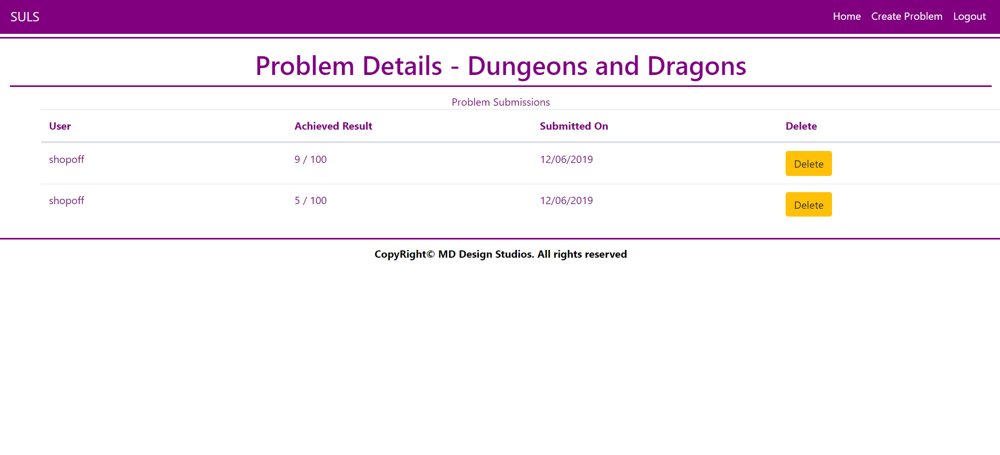 SULS Home Create Problem Logout
Problem Details - Dungeons and Dragons
Problem Submissions
User Achieved Result Submitted On Delete
shopoff 9 / 100 12/06/2019 Delete
shopoff 5 / 100 12/06/2019 Delete
CopyRight© MD Design Studios. All rights reserved